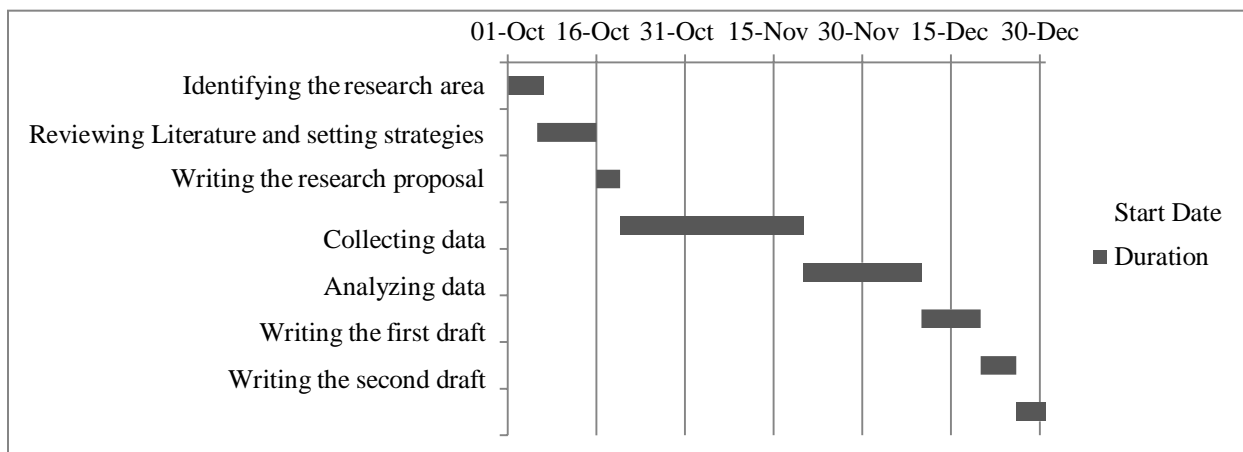 01-Oct 16-Oct 31-Oct 15-Nov 30-Nov 15-Dec 30-Dec
Identifying the research area
Reviewing Literature and setting strategies
Writing the research proposal
Collecting data
Analyzing data
Writing the first draft
Writing the second draft
Start Date
Duration